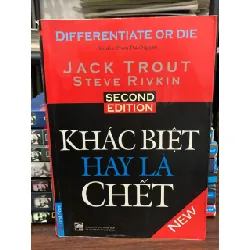 DIFFERENTIATE OR DIE
JACK TROUT
STEVE RIVKIN
SECOND
EDITION
KHÁC BIỆT
HAY LÀ
CHẾT
NEW